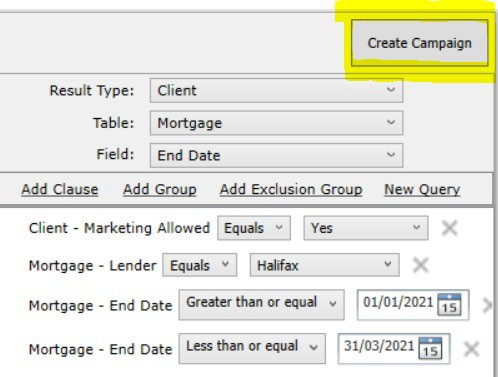 Create Campaign
Result Type: Client
Table: Mortgage
Field: End Date
Add Clause Add Group Add Exclusion Group New Query
Client - Marketing Allowed Equals Yes
Mortgage - Lender Equals Halifax
Mortgage - End Date Greater than or equal 01/01/2021 15
Mortgage - End Date Less than or equal 31/03/2021 15